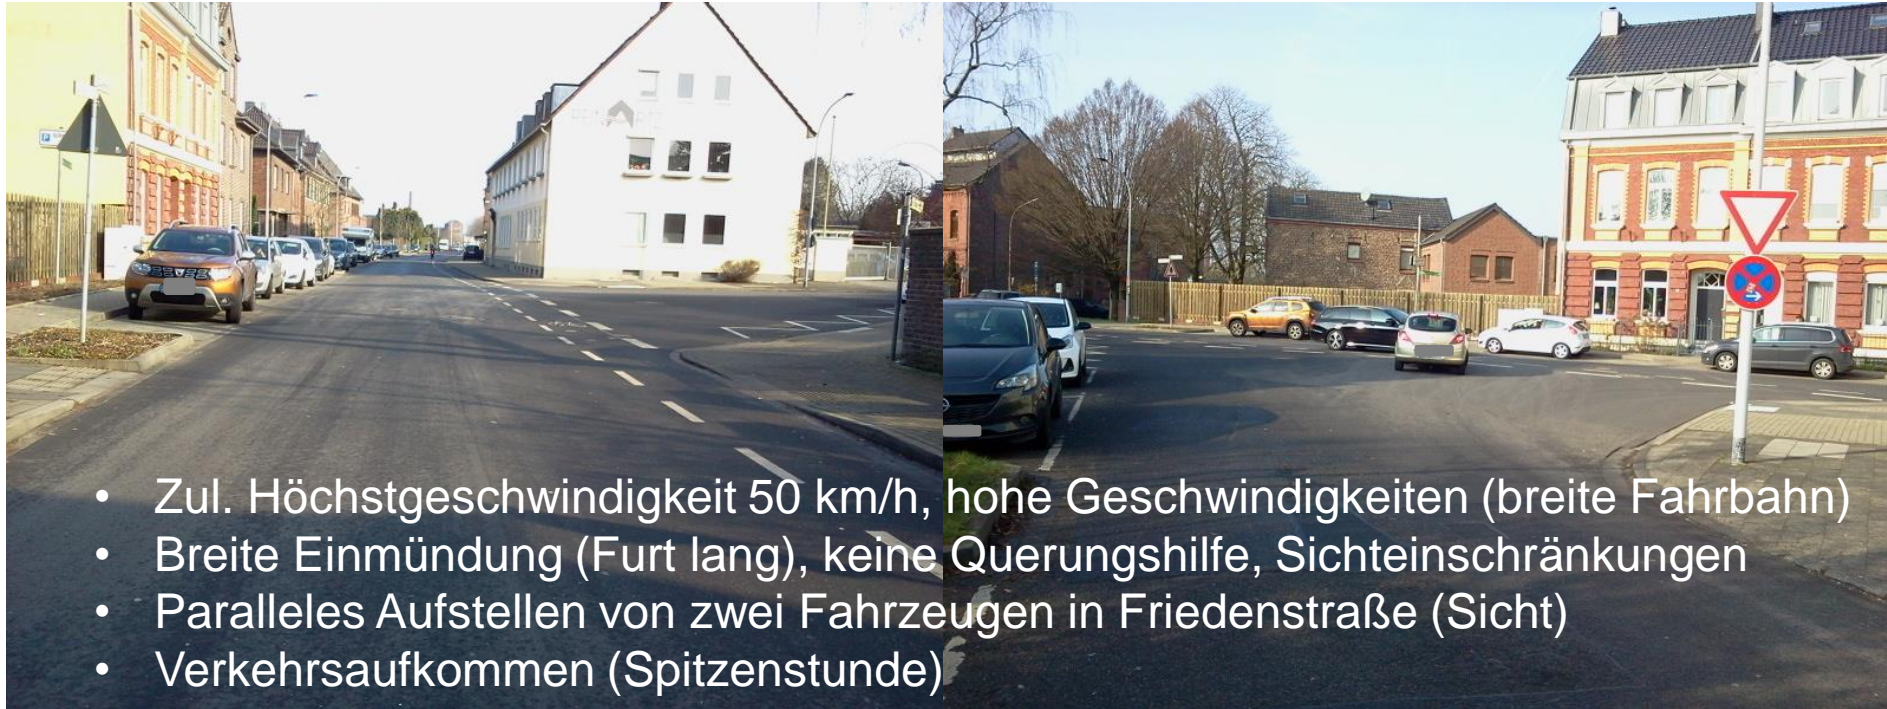 • Zul. Höchstgeschwindigkeit 50 km/h, hohe Geschwindigkeiten (breite Fahrbahn)
• Breite Einmündung (Furt lang), keine Querungshilfe, Sichteinschränkungen
• Paralleles Aufstellen von zwei Fahrzeugen in Friedenstraße (Sicht)
• Verkehrsaufkommen (Spitzenstunde)